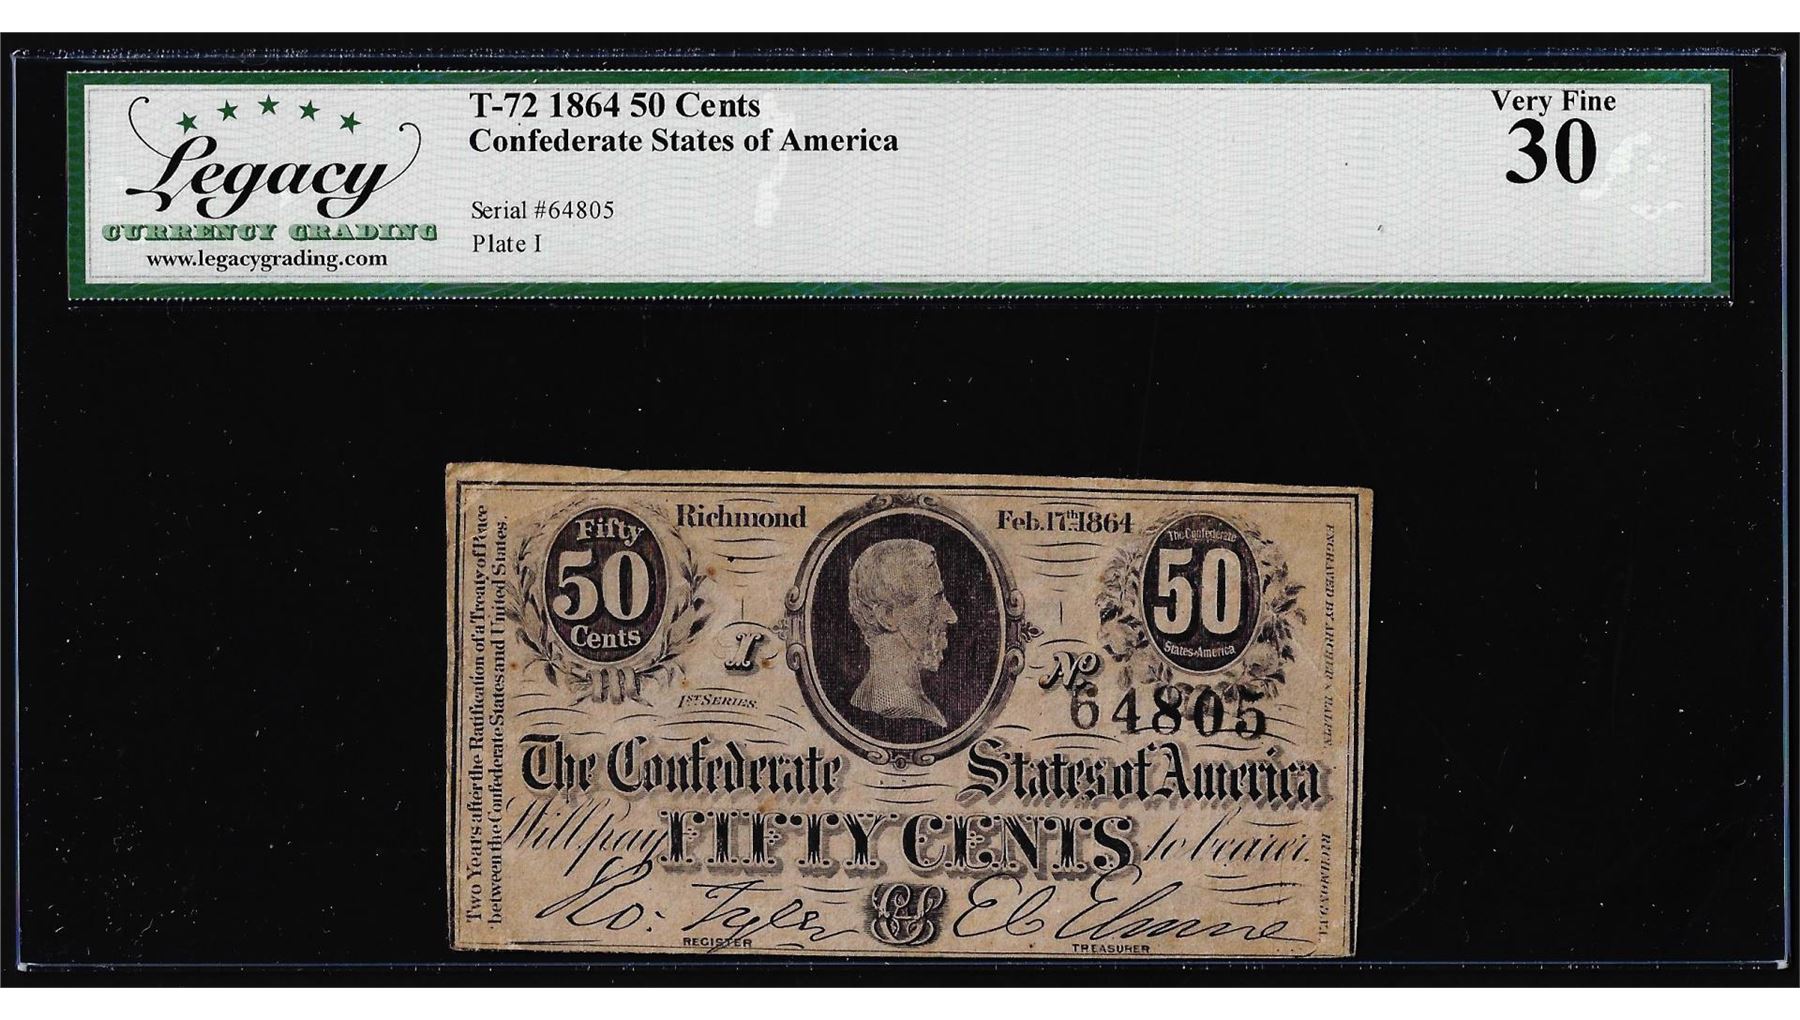 Legacy
CURRENCY GRADING
www.legacygrading.com
T-72 1864 50 Cents
Confederate States of America
Serial #64805
Plate I
Very Fine
30
Two Years after the Ratification of a Treaty of Peace
between the Confederate States and United States.
Fifty
50
Cents
Richmond
Feb. 17th 1864
The Confederate
50
States America
I
1ST SERIES.
No
64805
The Confederate States of America
Will pay FIFTY CENTS to bearer.
Ro: Tyler
REGISTER
TREASURER
ENGRAVED BY ARCHER & HALPIN
RICHMOND, VA.